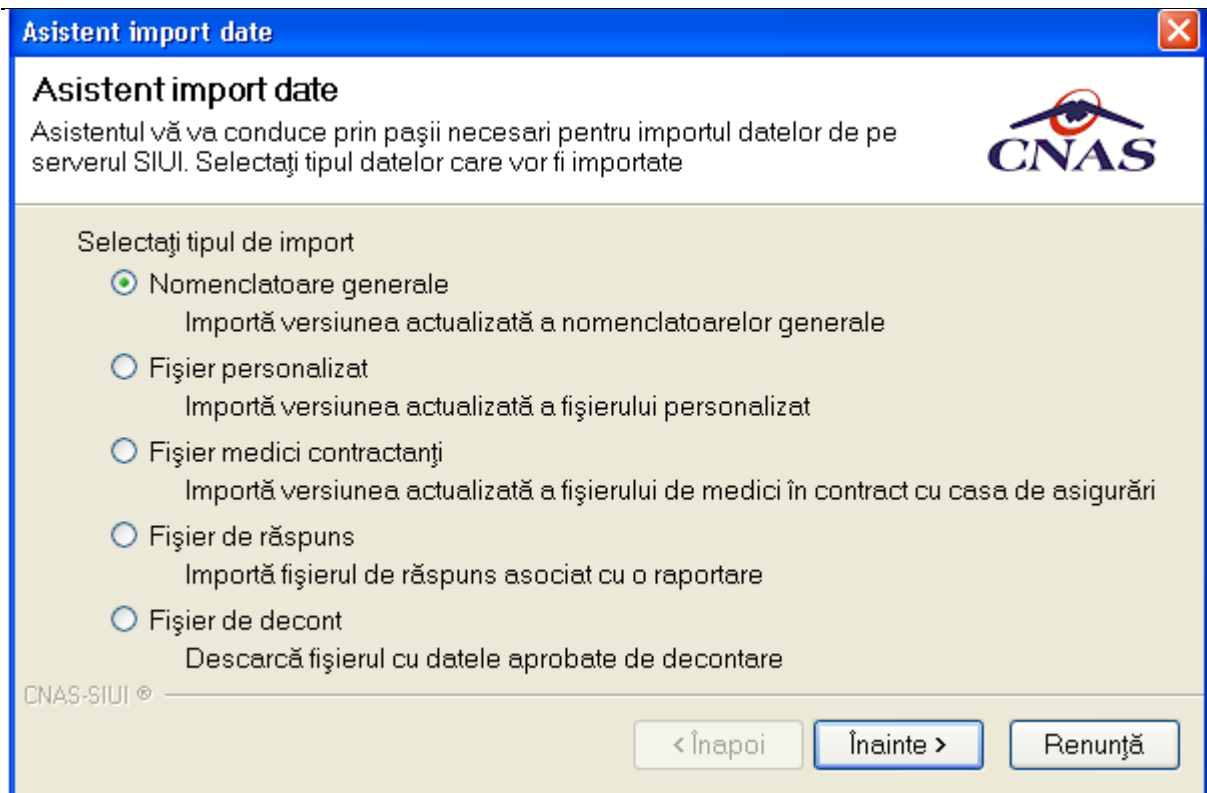 Asistent import date
Asistent import date
Asistentul vă va conduce prin paşii necesari pentru importul datelor de pe
serverul SIUI. Selectaţi tipul datelor care vor fi importate
CNAS
Selectaţi tipul de import
Nomenclatoare generale
Importă versiunea actualizată a nomenclatoarelor generale
Fişier personalizat
Importă versiunea actualizată a fişierului personalizat
Fişier medici contractanţi
Importă versiunea actualizată a fişierului de medici în contract cu casa de asigurări
Fişier de răspuns
Importă fişierul de răspuns asociat cu o raportare
Fişier de decont
Descarcă fişierul cu datele aprobate de decontare
CNAS-SIUI ®
< Înapoi
Înainte >
Renunţă